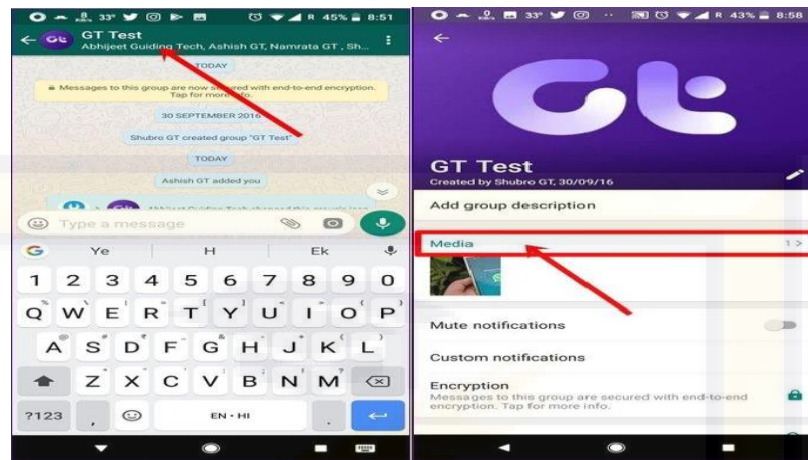 33° R 45% 8:51
GT Test
Abhijeet Guiding Tech, Ashish GT, Namrata GT , Sh...
TODAY
Messages to this group are now secured with end-to-end encryption.
Tap for more info.
30 SEPTEMBER 2016
Shubro GT created group "GT Test"
TODAY
Ashish GT added you
Type a message
G Ye H Ek
1 2 3 4 5 6 7 8 9 0
Q W E R T Y U I O P
A S D F G H J K L
Z X C V B N M
?123 , EN • HI .
33° R 43% 8:58
Gt
GT Test
Created by Shubro GT, 30/09/16
Add group description
Media 1 >
Mute notifications
Custom notifications
Encryption
Messages to this group are secured with end-to-end
encryption. Tap for more info.